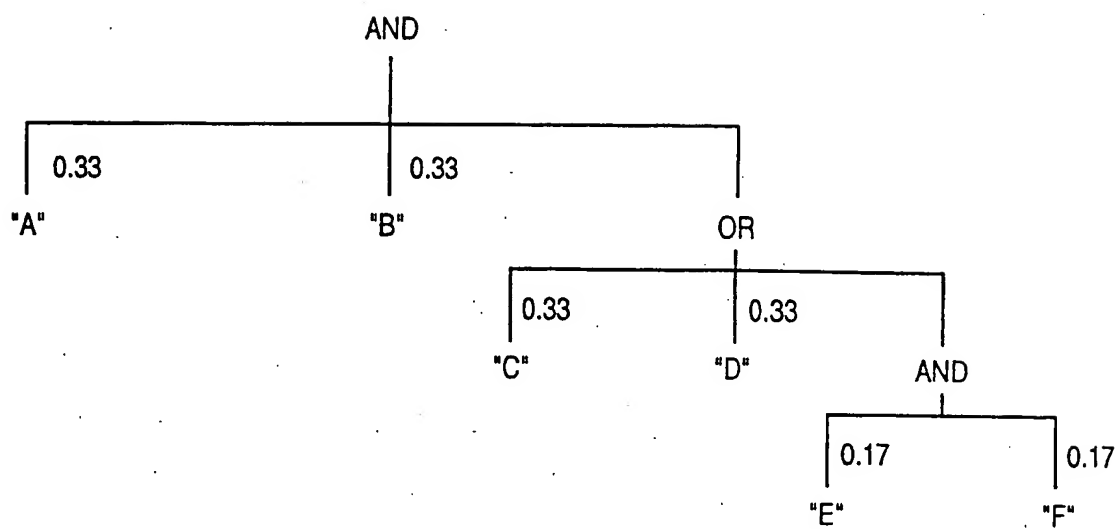 AND
0.33 0.33
"A" "B" OR
0.33 0.33
"C" "D" AND
0.17 0.17
"E" "F"